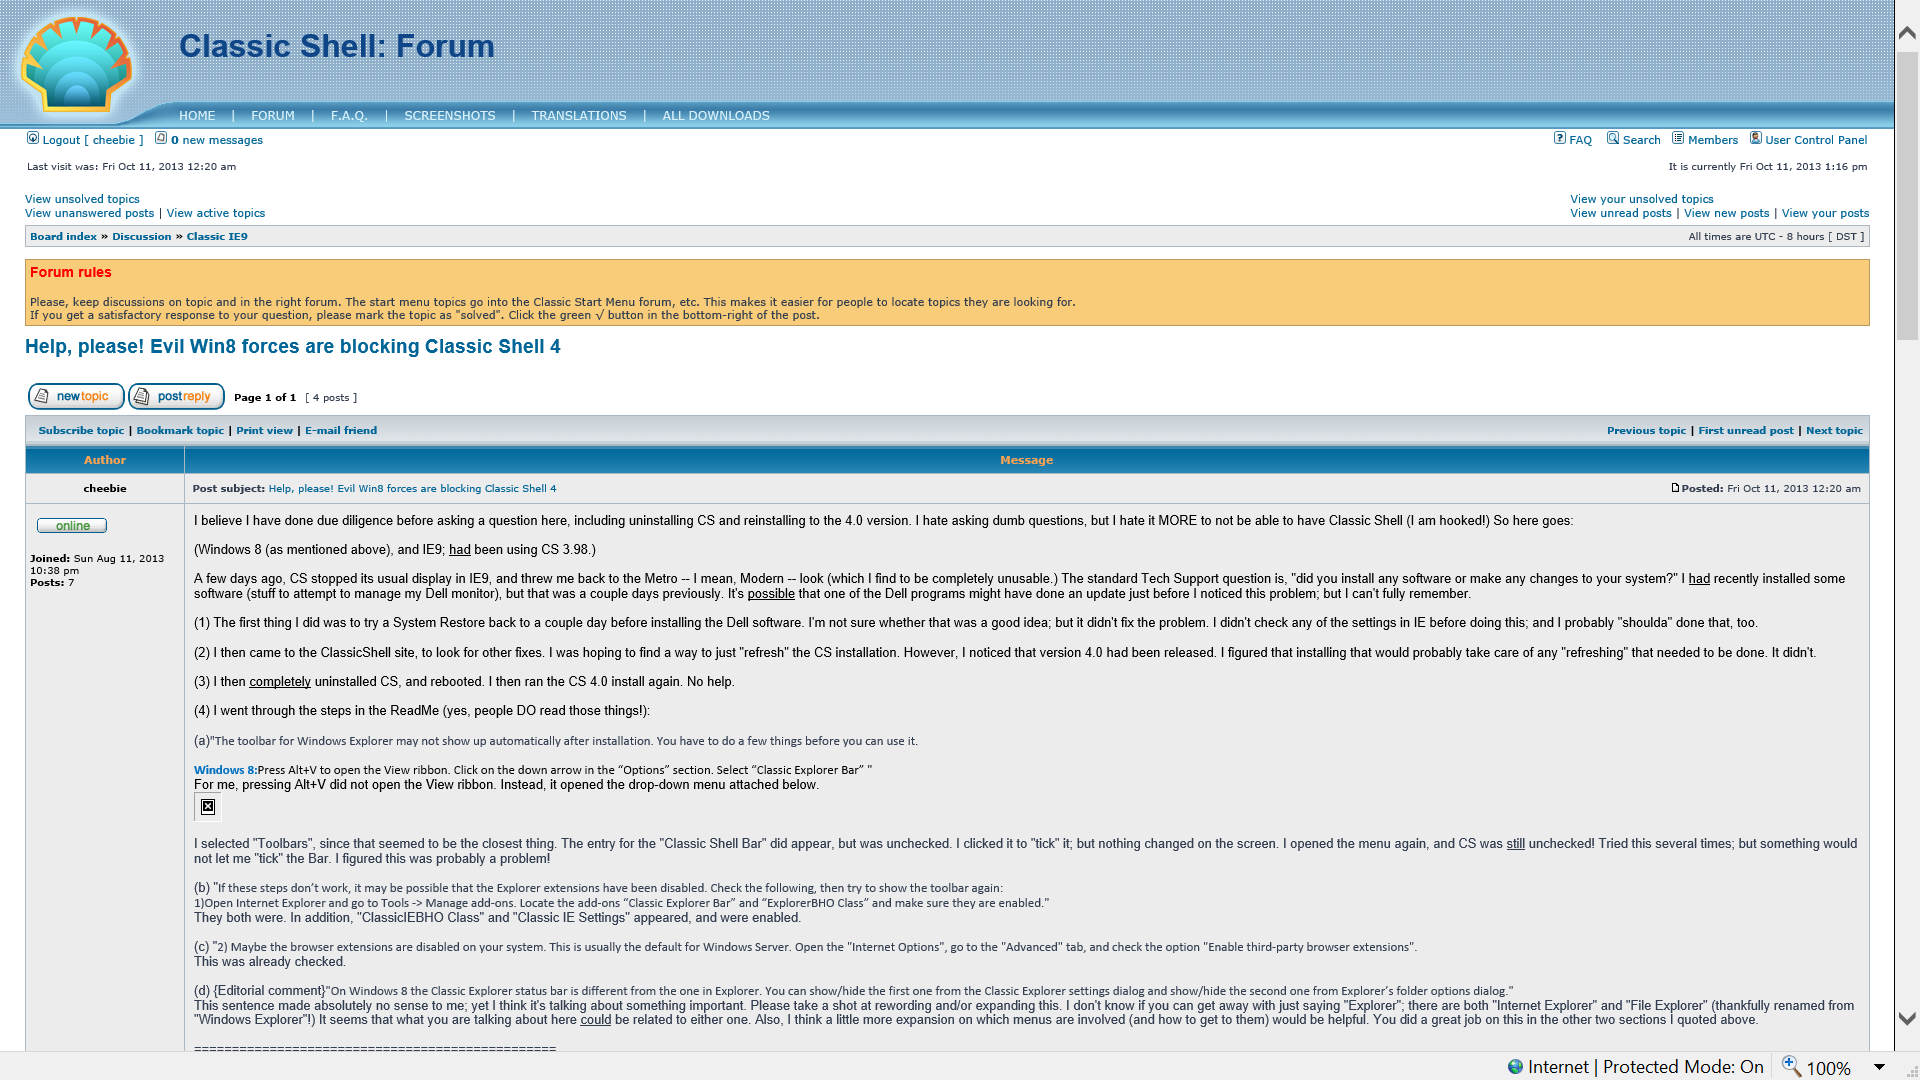 Classic Shell: Forum
HOME | FORUM | F.A.Q. | SCREENSHOTS | TRANSLATIONS | ALL DOWNLOADS
Logout [ cheebie ] 0 new messages
FAQ Search Members User Control Panel
Last visit was: Fri Oct 11, 2013 12:20 am
It is currently Fri Oct 11, 2013 1:16 pm
View unsolved topics
View unanswered posts | View active topics
View your unsolved topics
View unread posts | View new posts | View your posts
Board index » Discussion » Classic IE9
All times are UTC - 8 hours [ DST ]
Forum rules
Please, keep discussions on topic and in the right forum. The start menu topics go into the Classic Start Menu forum, etc. This makes it easier for people to locate topics they are looking for.
If you get a satisfactory response to your question, please mark the topic as "solved". Click the green √ button in the bottom-right of the post.
Help, please! Evil Win8 forces are blocking Classic Shell 4
newtopic postreply Page 1 of 1 [ 4 posts ]
Subscribe topic | Bookmark topic | Print view | E-mail friend
Previous topic | First unread post | Next topic
Author
Message
cheebie
Post subject: Help, please! Evil Win8 forces are blocking Classic Shell 4
Posted: Fri Oct 11, 2013 12:20 am
online
Joined: Sun Aug 11, 2013
10:38 pm
Posts: 7
I believe I have done due diligence before asking a question here, including uninstalling CS and reinstalling to the 4.0 version. I hate asking dumb questions, but I hate it MORE to not be able to have Classic Shell (I am hooked!) So here goes:
(Windows 8 (as mentioned above), and IE9; had been using CS 3.98.)
A few days ago, CS stopped its usual display in IE9, and threw me back to the Metro -- I mean, Modern -- look (which I find to be completely unusable.) The standard Tech Support question is, "did you install any software or make any changes to your system?" I had recently installed some
software (stuff to attempt to manage my Dell monitor), but that was a couple days previously. It's possible that one of the Dell programs might have done an update just before I noticed this problem; but I can't fully remember.
(1) The first thing I did was to try a System Restore back to a couple day before installing the Dell software. I'm not sure whether that was a good idea; but it didn't fix the problem. I didn't check any of the settings in IE before doing this; and I probably "shoulda" done that, too.
(2) I then came to the ClassicShell site, to look for other fixes. I was hoping to find a way to just "refresh" the CS installation. However, I noticed that version 4.0 had been released. I figured that installing that would probably take care of any "refreshing" that needed to be done. It didn't.
(3) I then completely uninstalled CS, and rebooted. I then ran the CS 4.0 install again. No help.
(4) I went through the steps in the ReadMe (yes, people DO read those things!):
(a)"The toolbar for Windows Explorer may not show up automatically after installation. You have to do a few things before you can use it.
Windows 8:Press Alt+V to open the View ribbon. Click on the down arrow in the “Options” section. Select “Classic Explorer Bar” "
For me, pressing Alt+V did not open the View ribbon. Instead, it opened the drop-down menu attached below.
I selected "Toolbars", since that seemed to be the closest thing. The entry for the "Classic Shell Bar" did appear, but was unchecked. I clicked it to "tick" it; but nothing changed on the screen. I opened the menu again, and CS was still unchecked! Tried this several times; but something would
not let me "tick" the Bar. I figured this was probably a problem!
(b) "If these steps don’t work, it may be possible that the Explorer extensions have been disabled. Check the following, then try to show the toolbar again:
1)Open Internet Explorer and go to Tools -> Manage add-ons. Locate the add-ons “Classic Explorer Bar” and “ExplorerBHO Class” and make sure they are enabled."
They both were. In addition, "ClassicIEBHO Class" and "Classic IE Settings" appeared, and were enabled.
(c) "2) Maybe the browser extensions are disabled on your system. This is usually the default for Windows Server. Open the "Internet Options", go to the "Advanced" tab, and check the option "Enable third-party browser extensions".
This was already checked.
(d) {Editorial comment}"On Windows 8 the Classic Explorer status bar is different from the one in Explorer. You can show/hide the first one from the Classic Explorer settings dialog and show/hide the second one from Explorer’s folder options dialog."
This sentence made absolutely no sense to me; yet I think it's talking about something important. Please take a shot at rewording and/or expanding this. I don't know if you can get away with just saying "Explorer"; there are both "Internet Explorer" and "File Explorer" (thankfully renamed from
"Windows Explorer"!) It seems that what you are talking about here could be related to either one. Also, I think a little more expansion on which menus are involved (and how to get to them) would be helpful. You did a great job on this in the other two sections I quoted above.
================================================
Internet | Protected Mode: On 100%